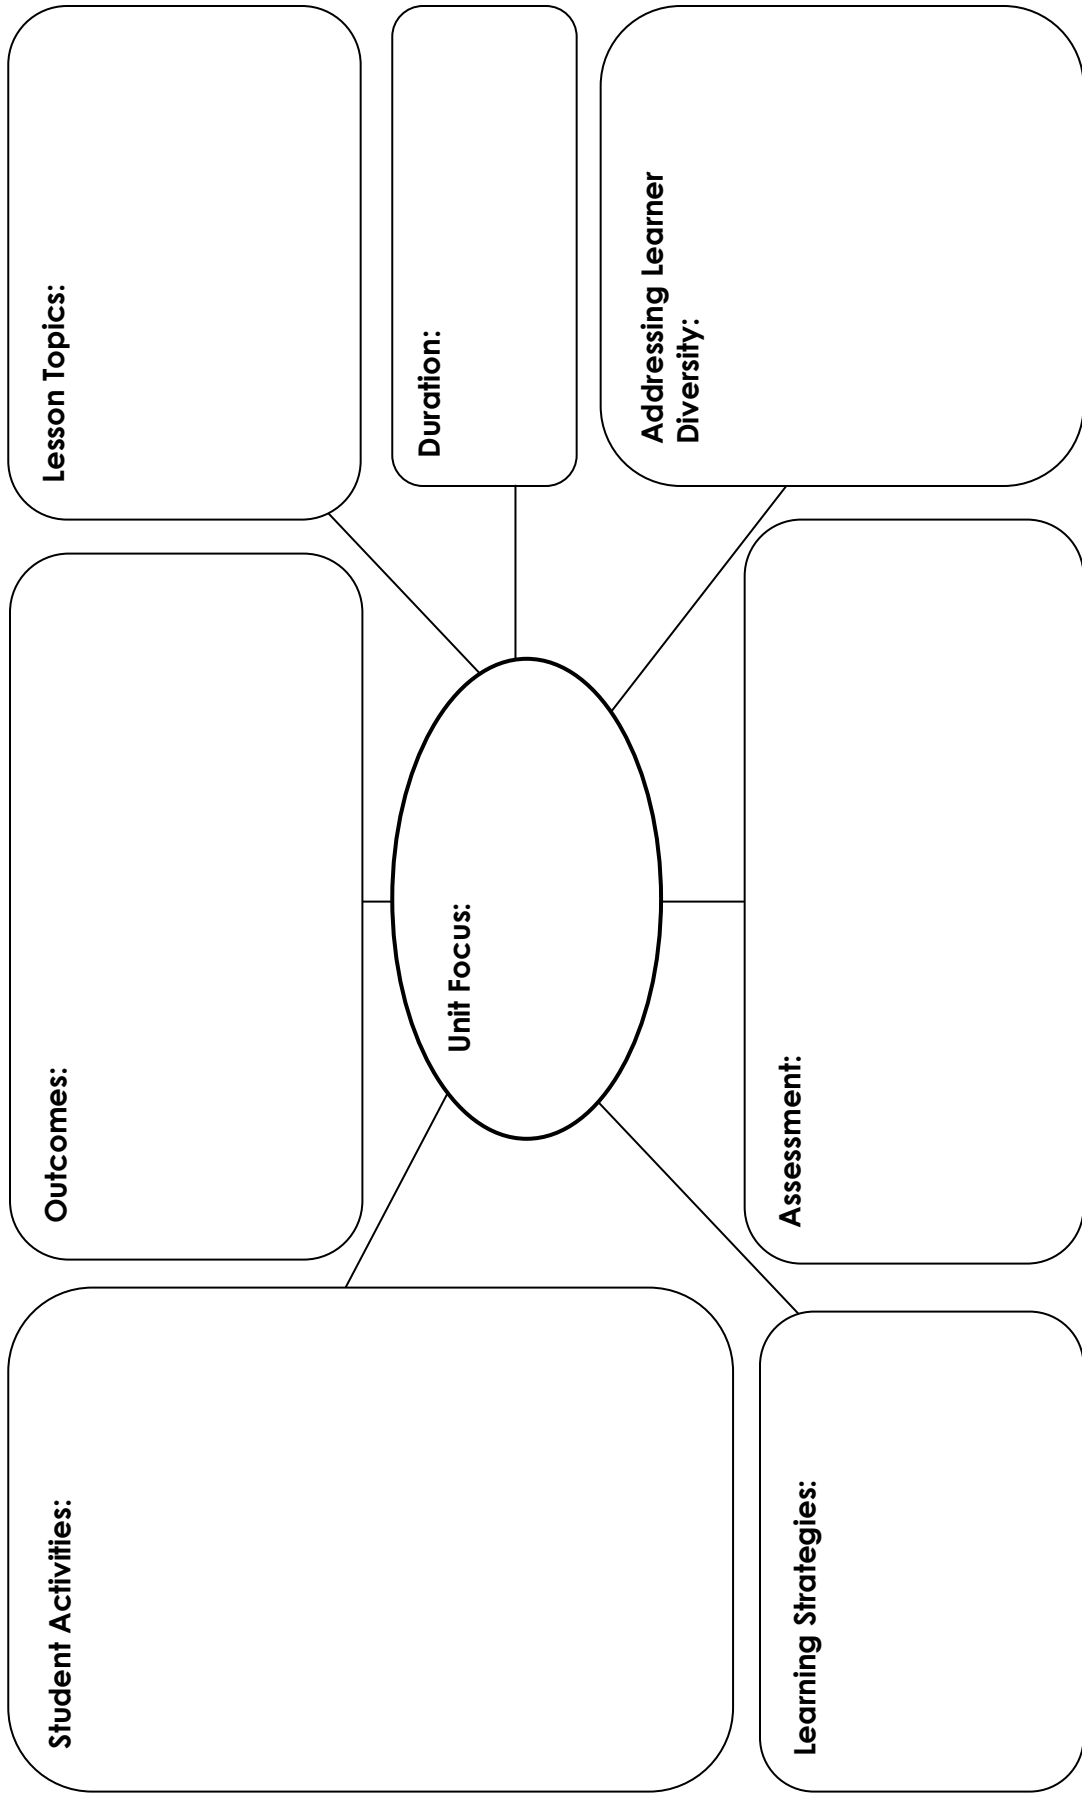 Student Activities:
Outcomes:
Lesson Topics:
Unit Focus:
Duration:
Addressing Learner
Diversity:
Learning Strategies:
Assessment: